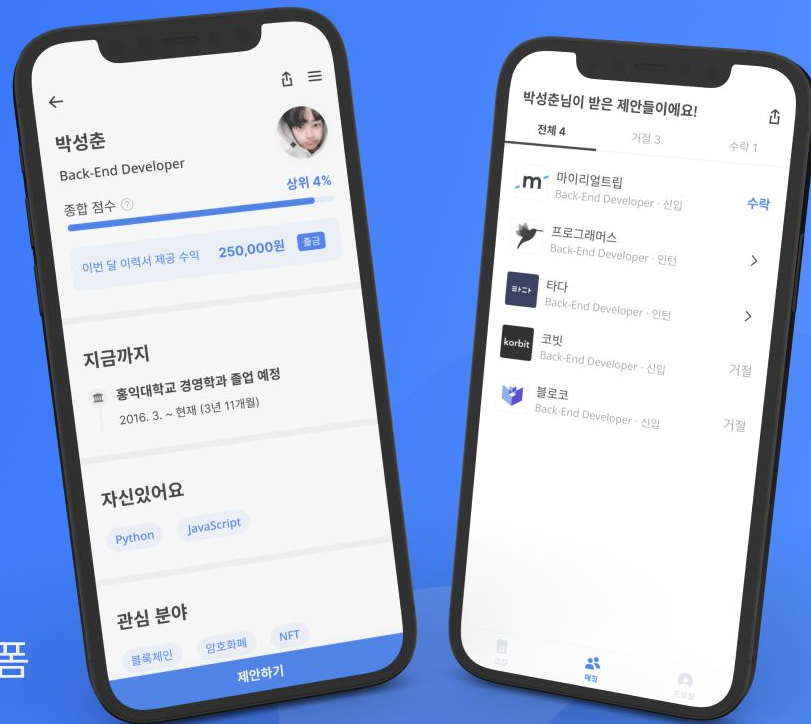 박성춘
Back-End Developer
종합 점수 ?
상위 4%
이번 달 이력서 제공 수익 250,000원 출금
지금까지
홍익대학교 경영학과 졸업 예정
2016. 3. ~ 현재 (3년 11개월)
자신있어요
Python JavaScript
관심 분야
블록체인 암호화폐 NFT
제안하기
폼
박성춘님이 받은 제안들이에요!
전체 4 거절 3 수락 1
m 마이리얼트립
Back-End Developer · 신입
수락
프로그래머스
Back-End Developer · 인턴
타다
타다
Back-End Developer · 인턴
korbit 코빗
Back-End Developer · 신입
거절
블로코
Back-End Developer · 신입
거절
매칭
프로필